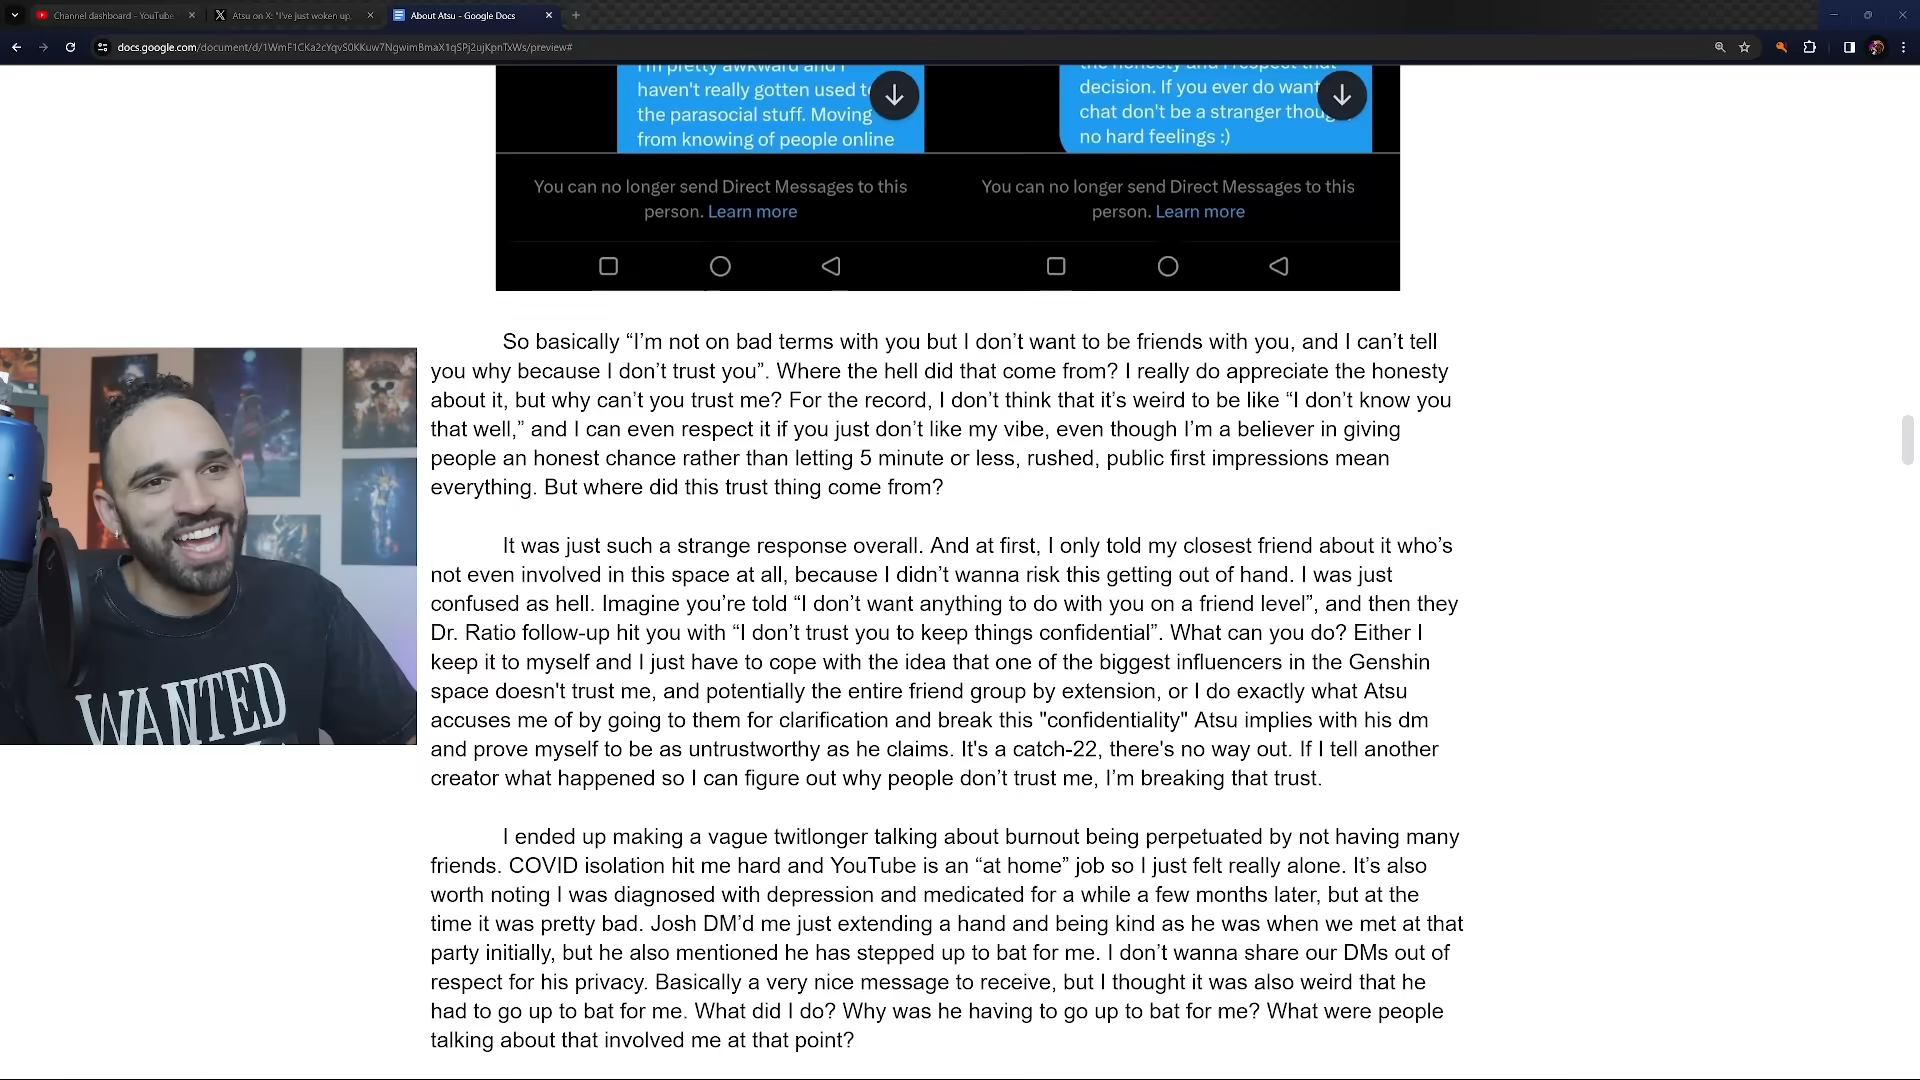 Channel dashboard - YouTube
Atsu on X: "I've just woken up,
About Atsu - Google Docs
docs.google.com/document/d/1WmF1CKa2cYqvS0KKuw7NgwimBmaX1qSPj2ujKpnTxWs/preview#
I'm pretty awkward and I
haven't really gotten used to
the parasocial stuff. Moving
from knowing of people online
the honesty and I respect that
decision. If you ever do want
chat don't be a stranger thoug
no hard feelings :)
You can no longer send Direct Messages to this
person. Learn more
You can no longer send Direct Messages to this
person. Learn more
So basically “I’m not on bad terms with you but I don’t want to be friends with you, and I can’t tell
you why because I don’t trust you”. Where the hell did that come from? I really do appreciate the honesty
about it, but why can’t you trust me? For the record, I don’t think that it’s weird to be like “I don’t know you
that well,” and I can even respect it if you just don’t like my vibe, even though I’m a believer in giving
people an honest chance rather than letting 5 minute or less, rushed, public first impressions mean
everything. But where did this trust thing come from?
It was just such a strange response overall. And at first, I only told my closest friend about it who’s
not even involved in this space at all, because I didn’t wanna risk this getting out of hand. I was just
confused as hell. Imagine you’re told “I don’t want anything to do with you on a friend level”, and then they
Dr. Ratio follow-up hit you with “I don’t trust you to keep things confidential”. What can you do? Either I
keep it to myself and I just have to cope with the idea that one of the biggest influencers in the Genshin
space doesn't trust me, and potentially the entire friend group by extension, or I do exactly what Atsu
accuses me of by going to them for clarification and break this "confidentiality" Atsu implies with his dm
and prove myself to be as untrustworthy as he claims. It's a catch-22, there's no way out. If I tell another
creator what happened so I can figure out why people don’t trust me, I’m breaking that trust.
I ended up making a vague twitlonger talking about burnout being perpetuated by not having many
friends. COVID isolation hit me hard and YouTube is an “at home” job so I just felt really alone. It’s also
worth noting I was diagnosed with depression and medicated for a while a few months later, but at the
time it was pretty bad. Josh DM’d me just extending a hand and being kind as he was when we met at that
party initially, but he also mentioned he has stepped up to bat for me. I don’t wanna share our DMs out of
respect for his privacy. Basically a very nice message to receive, but I thought it was also weird that he
had to go up to bat for me. What did I do? Why was he having to go up to bat for me? What were people
talking about that involved me at that point?
WANTED